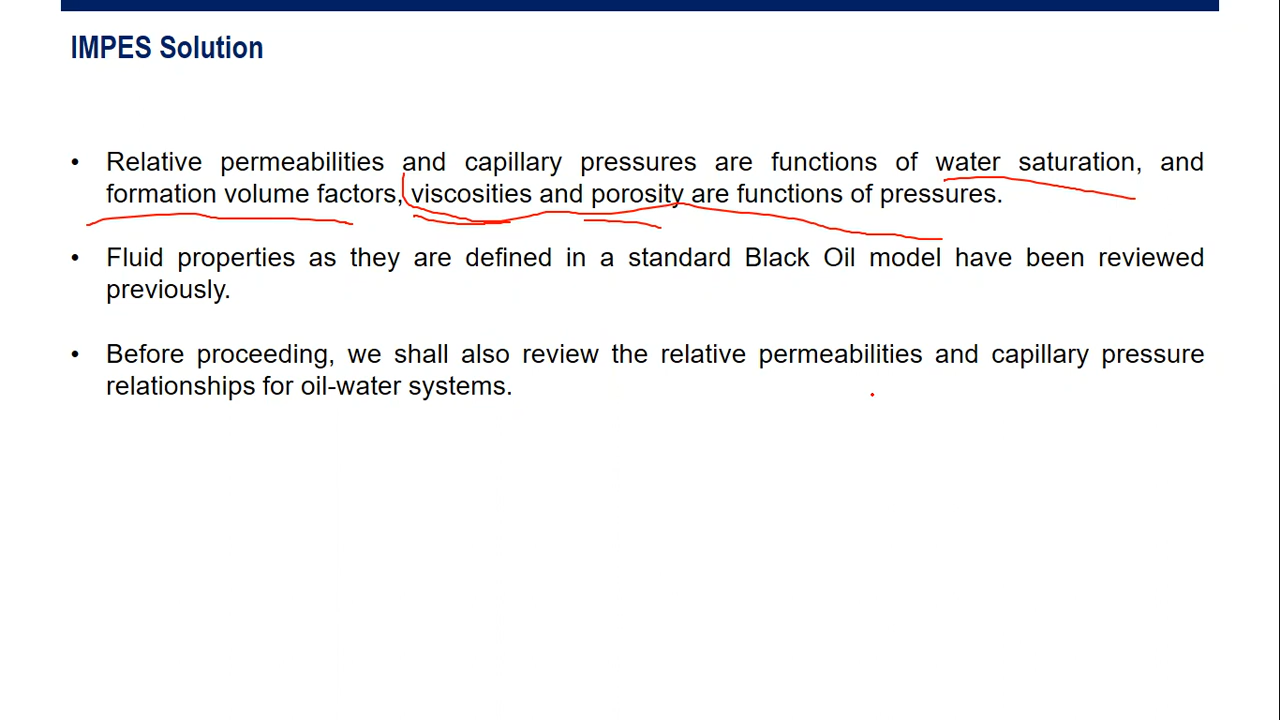 IMPES Solution
• Relative permeabilities and capillary pressures are functions of water saturation, and
formation volume factors, viscosities and porosity are functions of pressures.
• Fluid properties as they are defined in a standard Black Oil model have been reviewed
previously.
• Before proceeding, we shall also review the relative permeabilities and capillary pressure
relationships for oil-water systems.